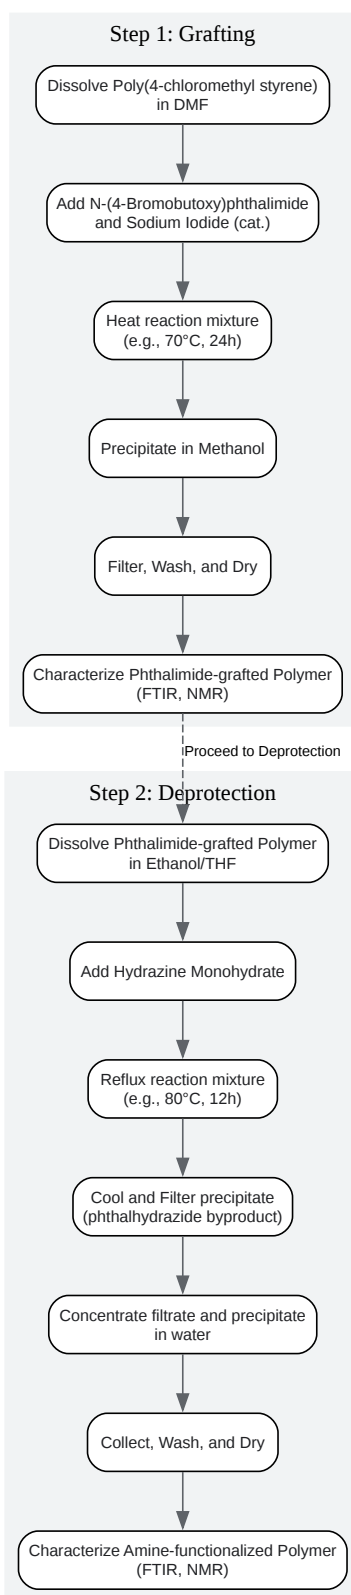 Step 1: Grafting
Dissolve Poly(4-chloromethyl styrene)
in DMF
Add N-(4-Bromobutoxy)phthalimide
and Sodium Iodide (cat.)
Heat reaction mixture
(e.g., 70°C, 24h)
Precipitate in Methanol
Filter, Wash, and Dry
Characterize Phthalimide-grafted Polymer
(FTIR, NMR)
Proceed to Deprotection
Step 2: Deprotection
Dissolve Phthalimide-grafted Polymer
in Ethanol/THF
Add Hydrazine Monohydrate
Reflux reaction mixture
(e.g., 80°C, 12h)
Cool and Filter precipitate
(phthalhydrazide byproduct)
Concentrate filtrate and precipitate
in water
Collect, Wash, and Dry
Characterize Amine-functionalized Polymer
(FTIR, NMR)